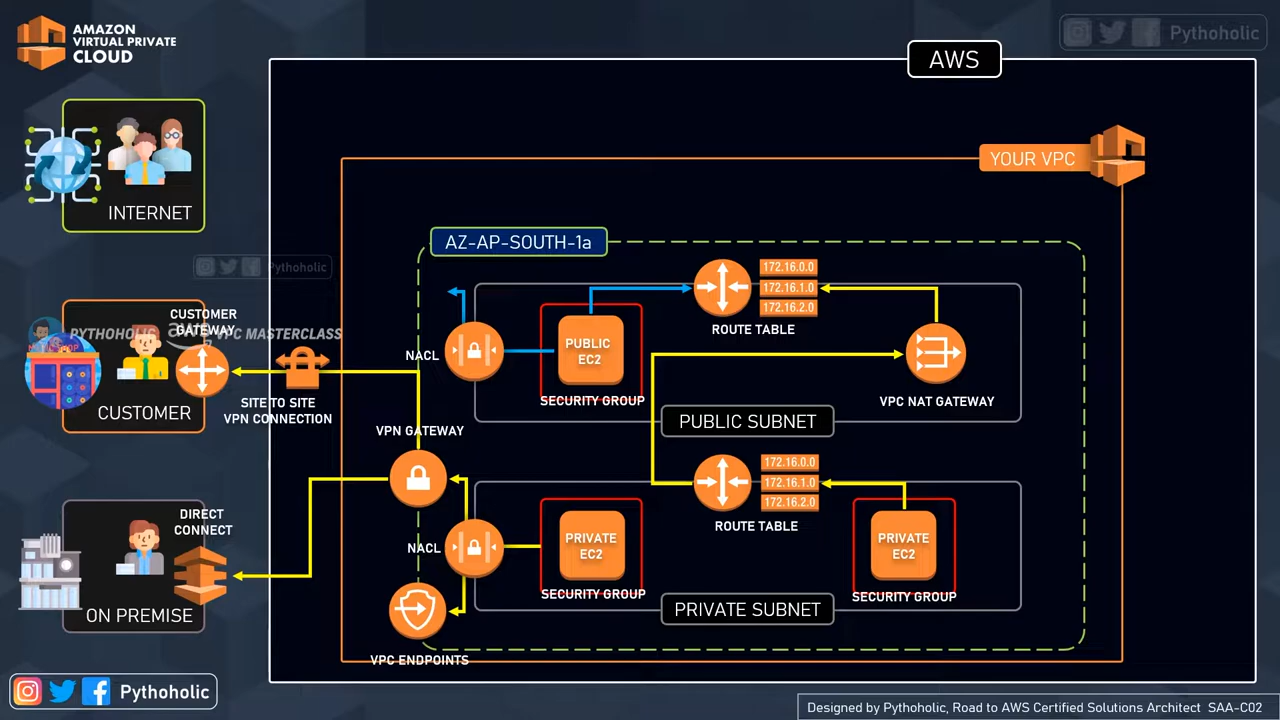 AMAZON
VIRTUAL PRIVATE
CLOUD
Pythoholic
AWS
YOUR VPC
INTERNET
AZ-AP-SOUTH-1a
Pythoholic
172.16.0.0
172.16.1.0
172.16.2.0
ROUTE TABLE
NACL
PUBLIC
EC2
SECURITY GROUP
VPC NAT GATEWAY
PUBLIC SUBNET
CUSTOMER
GATEWAY
PYTHOHOLIC
VPC MASTERCLASS
CUSTOMER
SITE TO SITE
VPN CONNECTION
VPN GATEWAY
172.16.0.0
172.16.1.0
172.16.2.0
ROUTE TABLE
DIRECT
CONNECT
ON PREMISE
NACL
PRIVATE
EC2
SECURITY GROUP
PRIVATE
EC2
SECURITY GROUP
PRIVATE SUBNET
VPC ENDPOINTS
Pythoholic
Designed by Pythoholic, Road to AWS Certified Solutions Architect SAA-C02